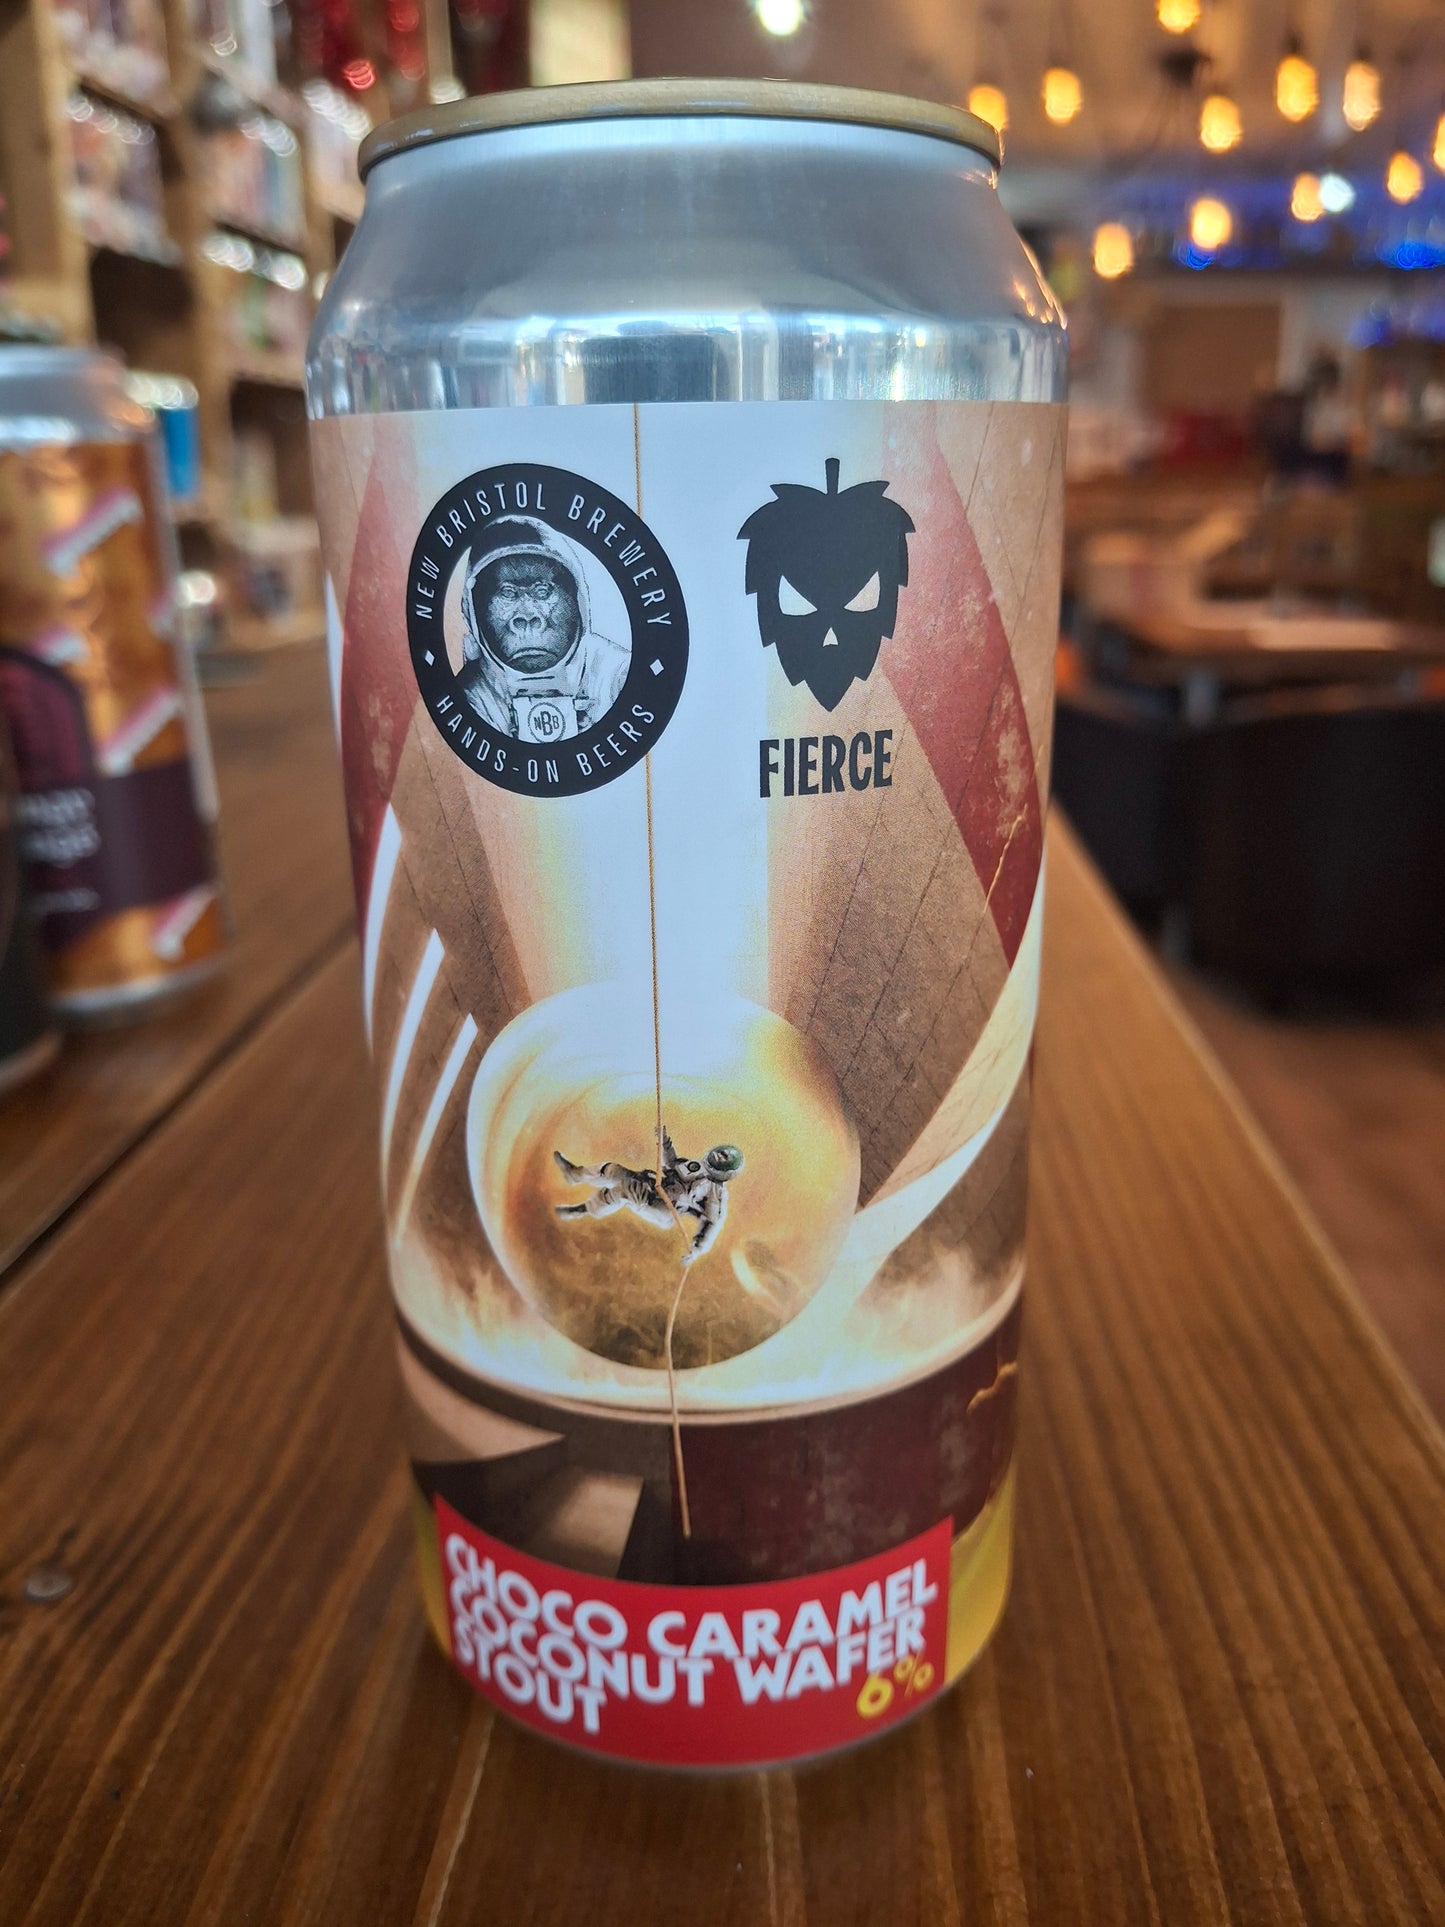 NEW BRISTOL BREWERY
NBB
HANDS-ON BEERS
FIERCE
CHOCO CARAMEL
COCONUT WAFER
STOUT
6%